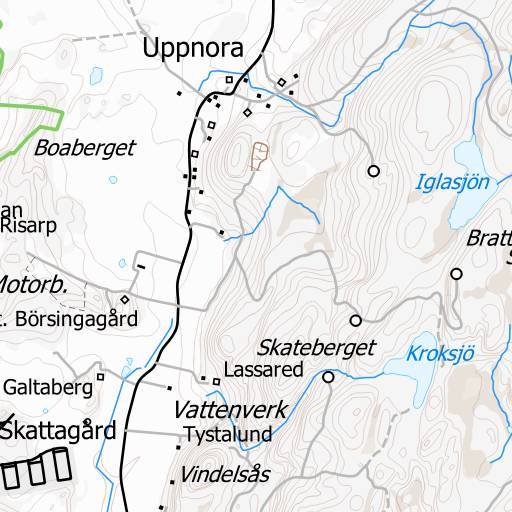 Uppnora
Boaberget
Iglasjön
an
Risarp
Bratt
S
Motorb.
t. Börsingagård
Skateberget
Kroksjö
Lassared
Galtaberg
Vattenverk
Skattagård
Tystalund
Vindelsås